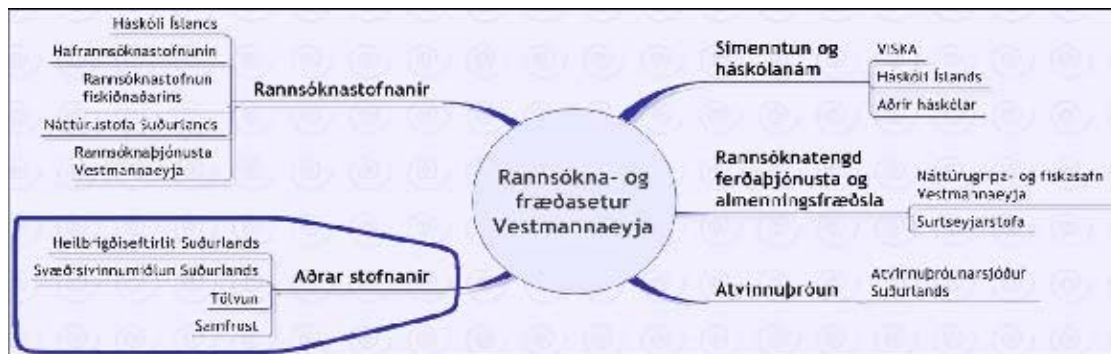 Háskóli Íslands
Hafrannsóknastofnunin
Rannsóknastofnun
fiskiðnaðarins
Náttúrustofa Suðurlands
Rannsóknaþjónusta
Vestmannaeyja
Rannsóknastofnanir
Heilbrigðiseftirlit Suðurlands
Svæðisvinnumiðlun Suðurlands
Tölvun
Samfrost
Aðrar stofnanir
Rannsókna- og
fræðasetur
Vestmannaeyja
Símenntun og
háskólanám
VISKA
Háskóli Íslands
Aðrir háskólar
Rannsóknatengd
ferðaþjónusta og
almenningsfræðsla
Náttúrugripa- og fiskasafn
Vestmannaeyja
Surtseyjarstofa
Atvinnuþróun
Atvinnuþróunarsjóður
Suðurlands